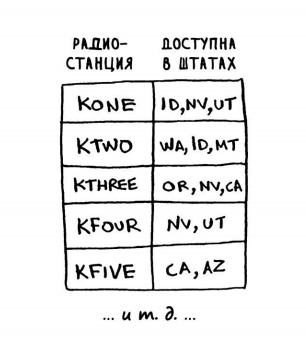 РАДИО- ДОСТУПНА
СТАНЦИЯ В ШТАТАХ
KONE ID, NV, UT
KTWO WA, ID, MT
KTHREE OR, NV, CA
KFOUR NV, UT
KFIVE CA, AZ
... и т. д. ...